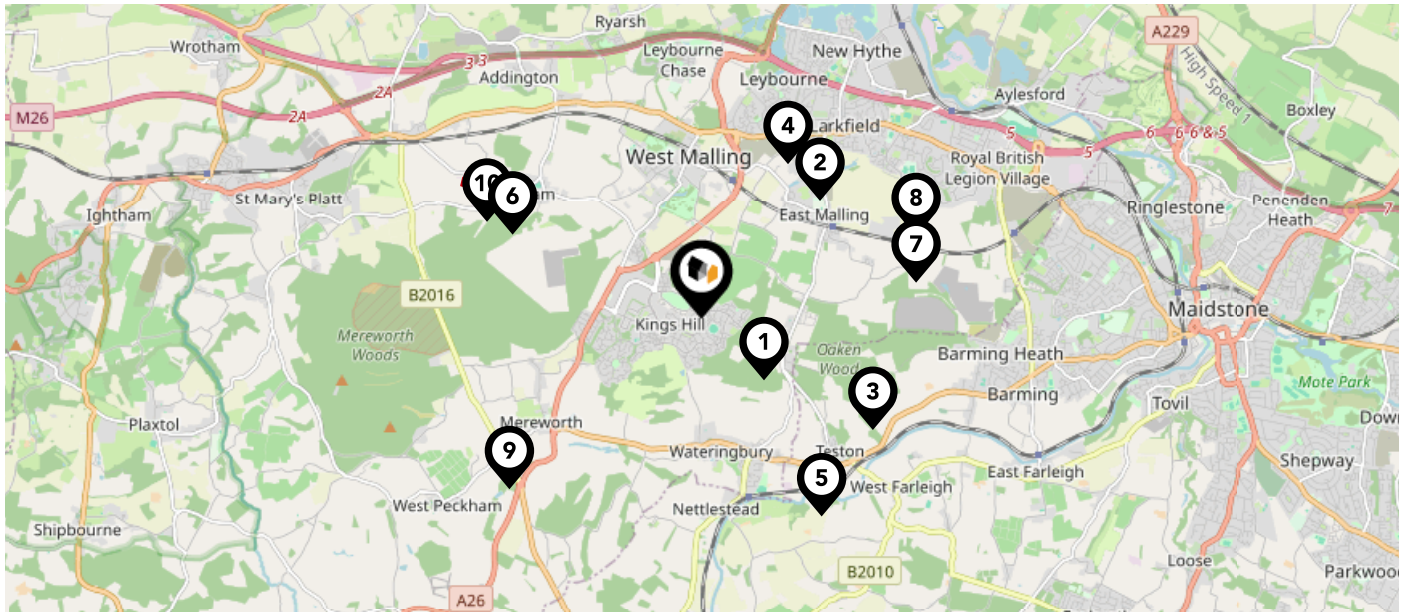 Ryarsh
Wrotham
Leybourne
Chase
New Hythe
A229
High Speed 1
3 3
Addington
Leybourne
2A
Aylesford
Boxley
M26
2A
4
Larkfield
5
6
6 6&5
West Malling
2
Royal British
Legion Village
5
10
6
St Mary's Platt
8
Penenden
Heath
7
Ightham
East Malling
Ringlestone
7
B2016
Maidstone
Kings Hill
Mereworth
Woods
1
Oaken
Wood
Barming Heath
Mote Park
3
Barming
Tovil
Plaxtol
Mereworth
9
Wateringbury
Teston
Shepway
5
East Farleigh
West Farleigh
West Peckham
Nettlestead
Shipbourne
Loose
B2010
A26